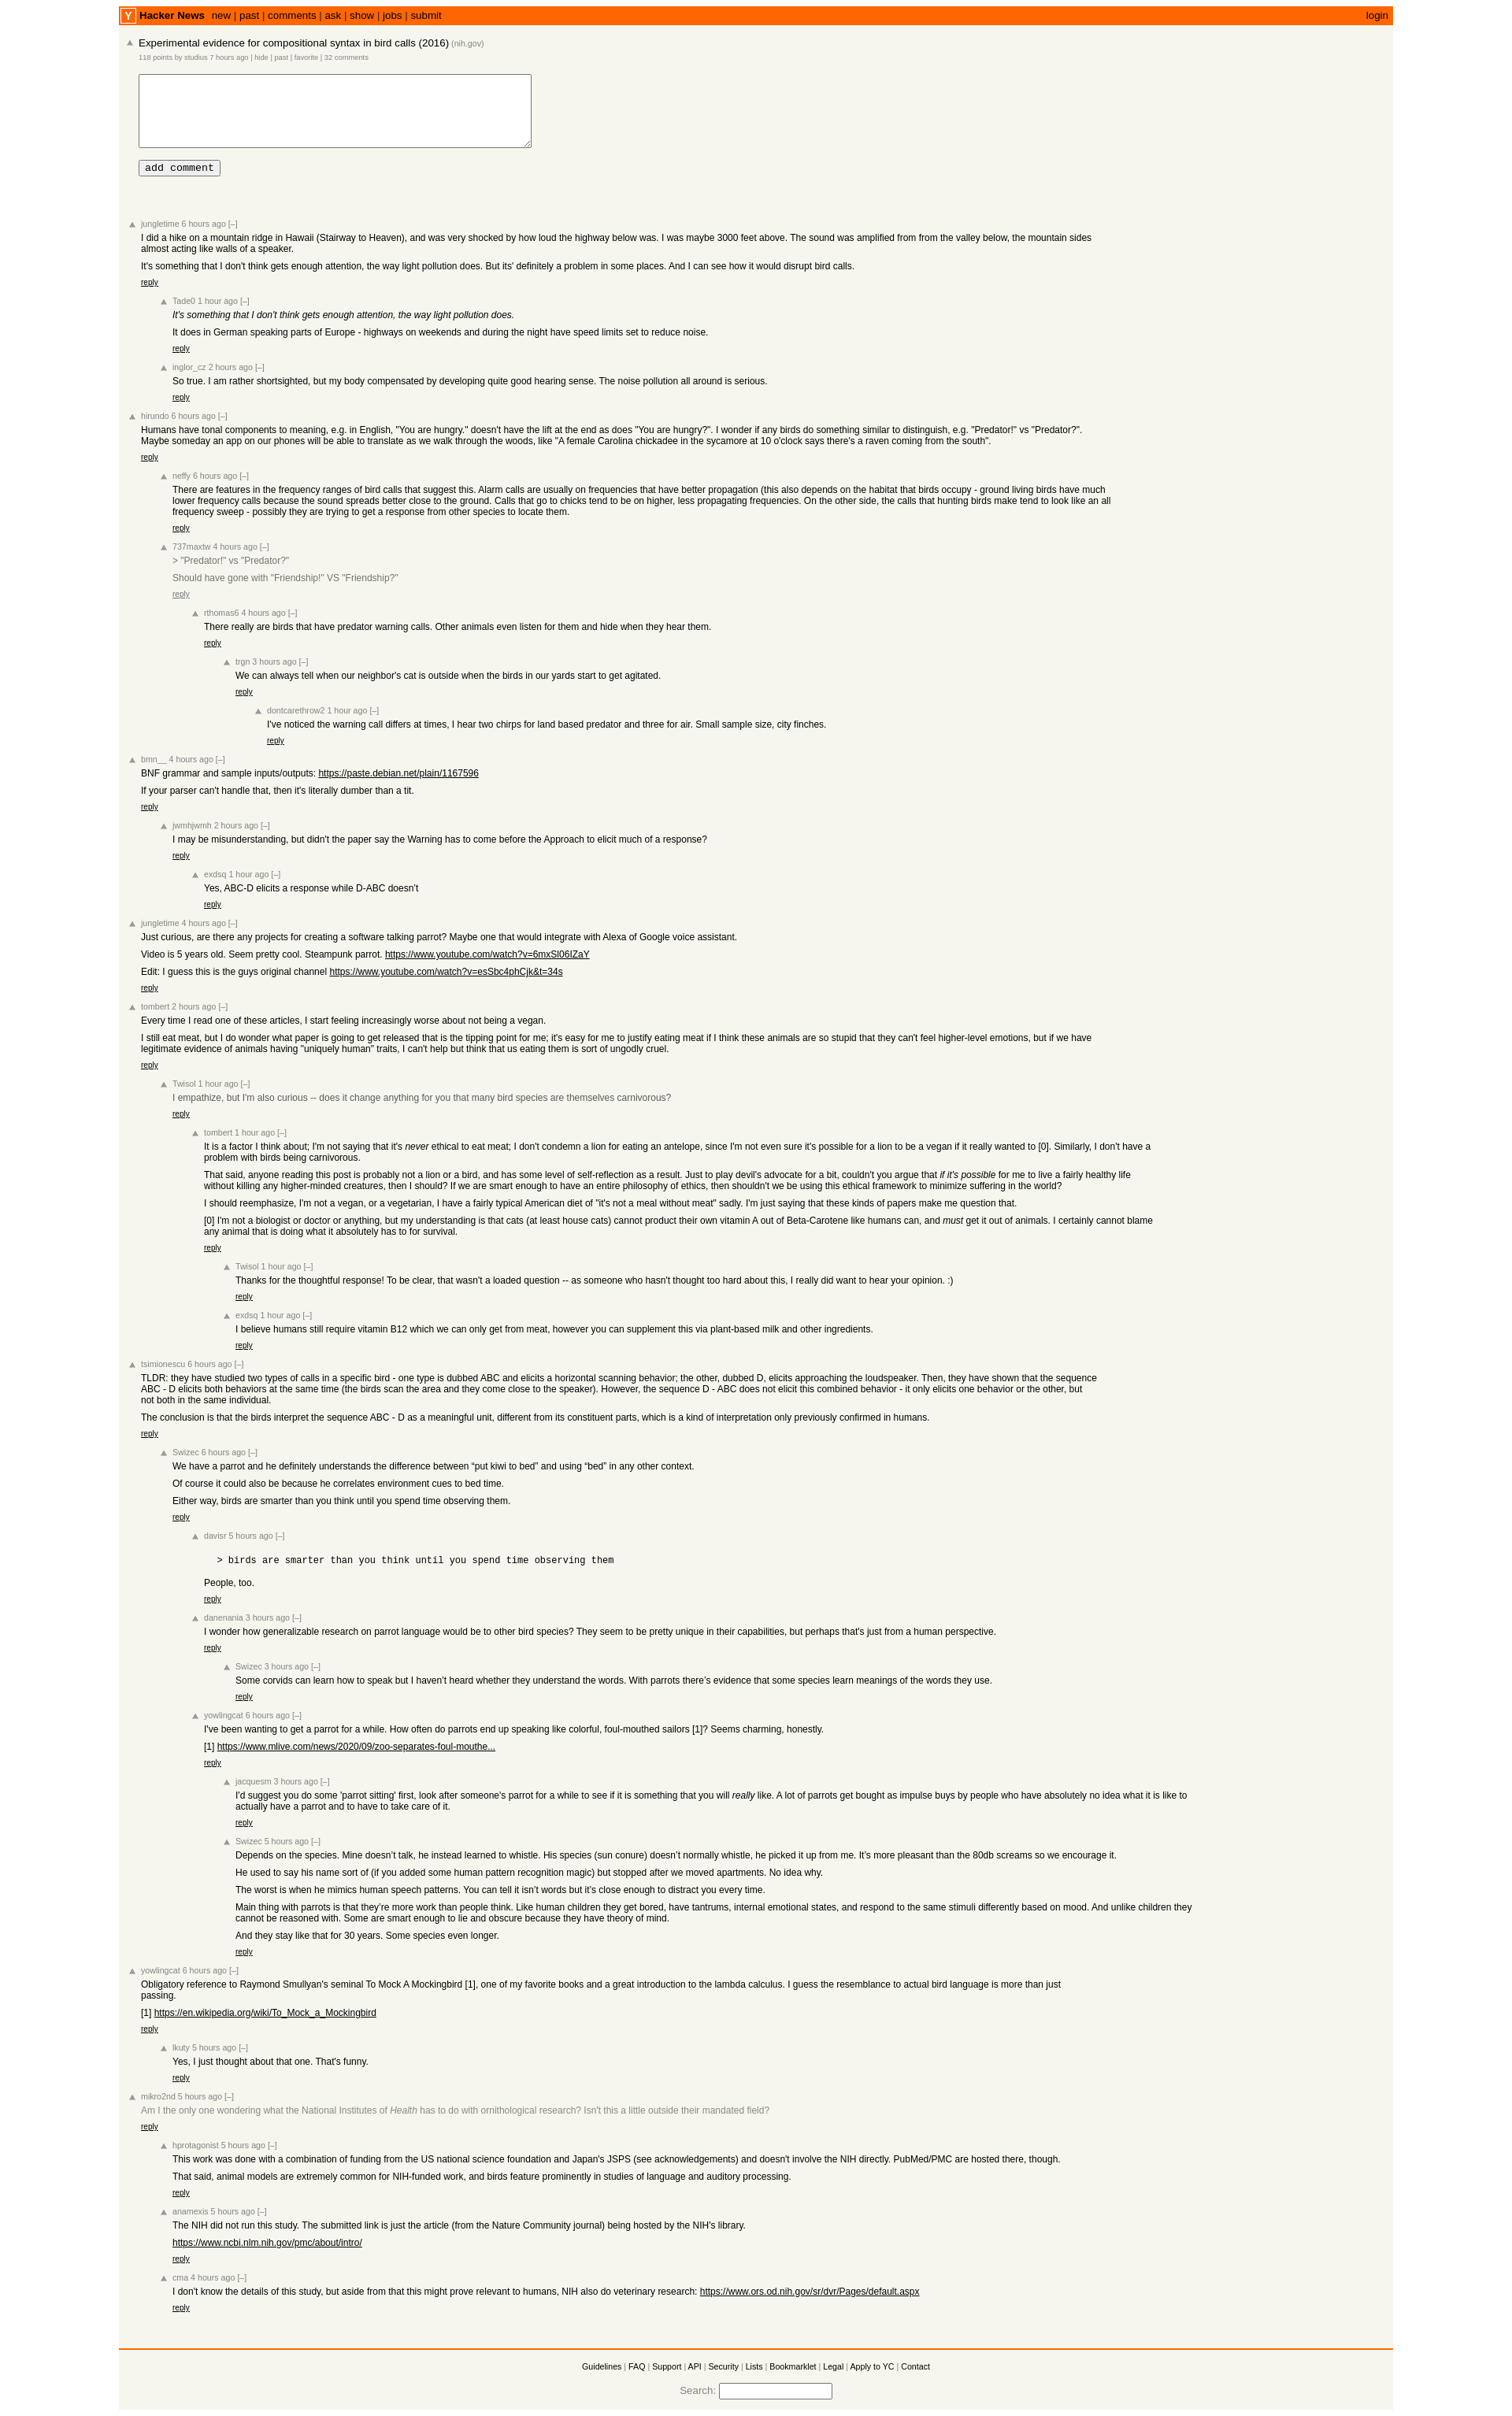 Y Hacker News new | past | comments | ask | show | jobs | submit login
Experimental evidence for compositional syntax in bird calls (2016) (nih.gov)
118 points by studius 7 hours ago | hide | past | favorite | 32 comments
add comment
jungletime 6 hours ago [–]
I did a hike on a mountain ridge in Hawaii (Stairway to Heaven), and was very shocked by how loud the highway below was. I was maybe 3000 feet above. The sound was amplified from from the valley below, the mountain sides
almost acting like walls of a speaker.
It's something that I don't think gets enough attention, the way light pollution does. But its' definitely a problem in some places. And I can see how it would disrupt bird calls.
reply
Tade0 1 hour ago [–]
It's something that I don't think gets enough attention, the way light pollution does.
It does in German speaking parts of Europe - highways on weekends and during the night have speed limits set to reduce noise.
reply
inglor_cz 2 hours ago [–]
So true. I am rather shortsighted, but my body compensated by developing quite good hearing sense. The noise pollution all around is serious.
reply
hirundo 6 hours ago [–]
Humans have tonal components to meaning, e.g. in English, "You are hungry." doesn't have the lift at the end as does "You are hungry?". I wonder if any birds do something similar to distinguish, e.g. "Predator!" vs "Predator?".
Maybe someday an app on our phones will be able to translate as we walk through the woods, like "A female Carolina chickadee in the sycamore at 10 o'clock says there's a raven coming from the south".
reply
neffy 6 hours ago [–]
There are features in the frequency ranges of bird calls that suggest this. Alarm calls are usually on frequencies that have better propagation (this also depends on the habitat that birds occupy - ground living birds have much
lower frequency calls because the sound spreads better close to the ground. Calls that go to chicks tend to be on higher, less propagating frequencies. On the other side, the calls that hunting birds make tend to look like an all
frequency sweep - possibly they are trying to get a response from other species to locate them.
reply
737maxtw 4 hours ago [–]
> "Predator!" vs "Predator?"
Should have gone with "Friendship!" VS "Friendship?"
reply
rthomas6 4 hours ago [–]
There really are birds that have predator warning calls. Other animals even listen for them and hide when they hear them.
reply
trgn 3 hours ago [–]
We can always tell when our neighbor's cat is outside when the birds in our yards start to get agitated.
reply
dontcarethrow2 1 hour ago [–]
I've noticed the warning call differs at times, I hear two chirps for land based predator and three for air. Small sample size, city finches.
reply
bmn__ 4 hours ago [–]
BNF grammar and sample inputs/outputs: https://paste.debian.net/plain/1167596
If your parser can't handle that, then it's literally dumber than a tit.
reply
jwmhjwmh 2 hours ago [–]
I may be misunderstanding, but didn't the paper say the Warning has to come before the Approach to elicit much of a response?
reply
exdsq 1 hour ago [–]
Yes, ABC-D elicits a response while D-ABC doesn’t
reply
jungletime 4 hours ago [–]
Just curious, are there any projects for creating a software talking parrot? Maybe one that would integrate with Alexa of Google voice assistant.
Video is 5 years old. Seem pretty cool. Steampunk parrot. https://www.youtube.com/watch?v=6mxSl06IZaY
Edit: I guess this is the guys original channel https://www.youtube.com/watch?v=esSbc4phCjk&t=34s
reply
tombert 2 hours ago [–]
Every time I read one of these articles, I start feeling increasingly worse about not being a vegan.
I still eat meat, but I do wonder what paper is going to get released that is the tipping point for me; it's easy for me to justify eating meat if I think these animals are so stupid that they can't feel higher-level emotions, but if we have
legitimate evidence of animals having "uniquely human" traits, I can't help but think that us eating them is sort of ungodly cruel.
reply
Twisol 1 hour ago [–]
I empathize, but I'm also curious -- does it change anything for you that many bird species are themselves carnivorous?
reply
tombert 1 hour ago [–]
It is a factor I think about; I'm not saying that it's never ethical to eat meat; I don't condemn a lion for eating an antelope, since I'm not even sure it's possible for a lion to be a vegan if it really wanted to [0]. Similarly, I don't have a
problem with birds being carnivorous.
That said, anyone reading this post is probably not a lion or a bird, and has some level of self-reflection as a result. Just to play devil's advocate for a bit, couldn't you argue that if it's possible for me to live a fairly healthy life
without killing any higher-minded creatures, then I should? If we are smart enough to have an entire philosophy of ethics, then shouldn't we be using this ethical framework to minimize suffering in the world?
I should reemphasize, I'm not a vegan, or a vegetarian, I have a fairly typical American diet of "it's not a meal without meat" sadly. I'm just saying that these kinds of papers make me question that.
[0] I'm not a biologist or doctor or anything, but my understanding is that cats (at least house cats) cannot product their own vitamin A out of Beta-Carotene like humans can, and must get it out of animals. I certainly cannot blame
any animal that is doing what it absolutely has to for survival.
reply
Twisol 1 hour ago [–]
Thanks for the thoughtful response! To be clear, that wasn't a loaded question -- as someone who hasn't thought too hard about this, I really did want to hear your opinion. :)
reply
exdsq 1 hour ago [–]
I believe humans still require vitamin B12 which we can only get from meat, however you can supplement this via plant-based milk and other ingredients.
reply
tsimionescu 6 hours ago [–]
TLDR: they have studied two types of calls in a specific bird - one type is dubbed ABC and elicits a horizontal scanning behavior; the other, dubbed D, elicits approaching the loudspeaker. Then, they have shown that the sequence
ABC - D elicits both behaviors at the same time (the birds scan the area and they come close to the speaker). However, the sequence D - ABC does not elicit this combined behavior - it only elicits one behavior or the other, but
not both in the same individual.
The conclusion is that the birds interpret the sequence ABC - D as a meaningful unit, different from its constituent parts, which is a kind of interpretation only previously confirmed in humans.
reply
Swizec 6 hours ago [–]
We have a parrot and he definitely understands the difference between “put kiwi to bed” and using “bed” in any other context.
Of course it could also be because he correlates environment cues to bed time.
Either way, birds are smarter than you think until you spend time observing them.
reply
davisr 5 hours ago [–]
> birds are smarter than you think until you spend time observing them
People, too.
reply
danenania 3 hours ago [–]
I wonder how generalizable research on parrot language would be to other bird species? They seem to be pretty unique in their capabilities, but perhaps that's just from a human perspective.
reply
Swizec 3 hours ago [–]
Some corvids can learn how to speak but I haven’t heard whether they understand the words. With parrots there’s evidence that some species learn meanings of the words they use.
reply
yowlingcat 6 hours ago [–]
I've been wanting to get a parrot for a while. How often do parrots end up speaking like colorful, foul-mouthed sailors [1]? Seems charming, honestly.
[1] https://www.mlive.com/news/2020/09/zoo-separates-foul-mouthe...
reply
jacquesm 3 hours ago [–]
I'd suggest you do some 'parrot sitting' first, look after someone's parrot for a while to see if it is something that you will really like. A lot of parrots get bought as impulse buys by people who have absolutely no idea what it is like to
actually have a parrot and to have to take care of it.
reply
Swizec 5 hours ago [–]
Depends on the species. Mine doesn’t talk, he instead learned to whistle. His species (sun conure) doesn’t normally whistle, he picked it up from me. It’s more pleasant than the 80db screams so we encourage it.
He used to say his name sort of (if you added some human pattern recognition magic) but stopped after we moved apartments. No idea why.
The worst is when he mimics human speech patterns. You can tell it isn’t words but it’s close enough to distract you every time.
Main thing with parrots is that they’re more work than people think. Like human children they get bored, have tantrums, internal emotional states, and respond to the same stimuli differently based on mood. And unlike children they
cannot be reasoned with. Some are smart enough to lie and obscure because they have theory of mind.
And they stay like that for 30 years. Some species even longer.
reply
yowlingcat 6 hours ago [–]
Obligatory reference to Raymond Smullyan's seminal To Mock A Mockingbird [1], one of my favorite books and a great introduction to the lambda calculus. I guess the resemblance to actual bird language is more than just
passing.
[1] https://en.wikipedia.org/wiki/To_Mock_a_Mockingbird
reply
lkuty 5 hours ago [–]
Yes, I just thought about that one. That's funny.
reply
mikro2nd 5 hours ago [–]
Am I the only one wondering what the National Institutes of Health has to do with ornithological research? Isn't this a little outside their mandated field?
reply
hprotagonist 5 hours ago [–]
This work was done with a combination of funding from the US national science foundation and Japan's JSPS (see acknowledgements) and doesn't involve the NIH directly. PubMed/PMC are hosted there, though.
That said, animal models are extremely common for NIH-funded work, and birds feature prominently in studies of language and auditory processing.
reply
anamexis 5 hours ago [–]
The NIH did not run this study. The submitted link is just the article (from the Nature Community journal) being hosted by the NIH's library.
https://www.ncbi.nlm.nih.gov/pmc/about/intro/
reply
cma 4 hours ago [–]
I don't know the details of this study, but aside from that this might prove relevant to humans, NIH also do veterinary research: https://www.ors.od.nih.gov/sr/dvr/Pages/default.aspx
reply
Guidelines | FAQ | Support | API | Security | Lists | Bookmarklet | Legal | Apply to YC | Contact
Search: